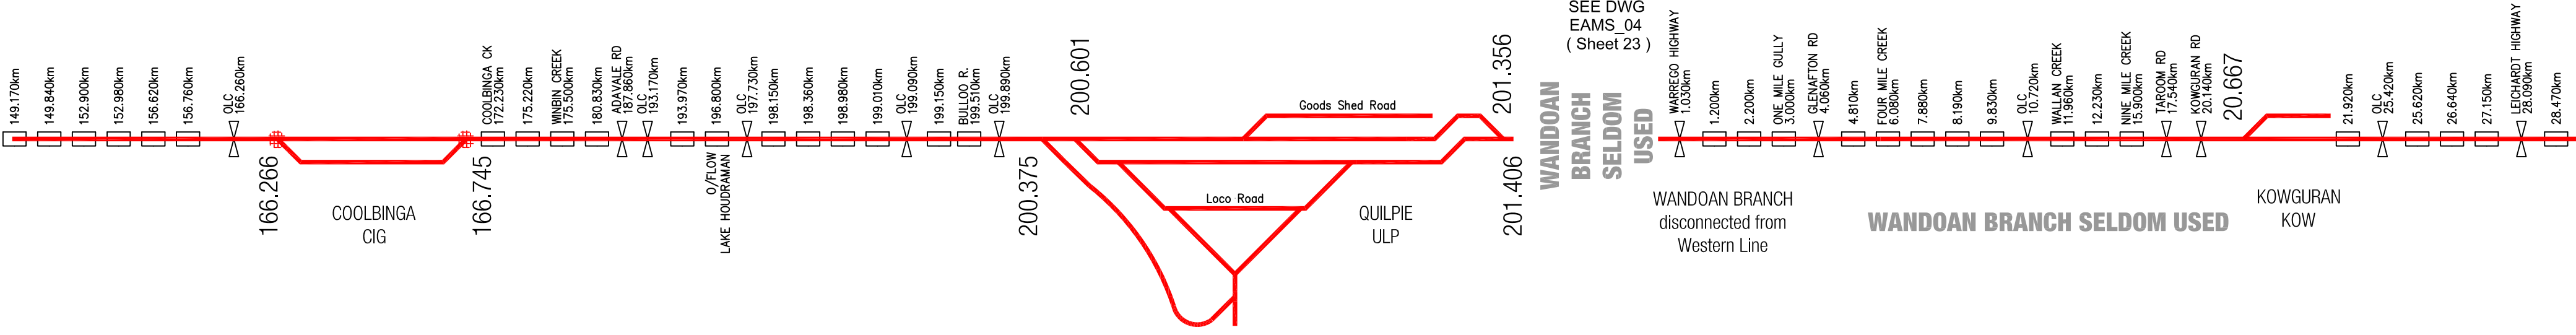 149.170km
149.840km
152.900km
152.980km
156.620km
156.760km
OLC
166.260km
166.266
COOLBINGA
CIG
166.745
COOLBINGA CK
172.230km
175.220km
WINBIN CREEK
175.500km
180.830km
ADAVALE RD
187.860km
OLC
193.170km
193.970km
196.800km
O/FLOW
LAKE HOUDRAMAN
OLC
197.730km
198.150km
198.360km
198.980km
199.010km
OLC
199.090km
199.150km
BULLOO R.
199.510km
OLC
199.890km
200.375
200.601
Goods Shed Road
Loco Road
QUILPIE
ULP
201.356
201.406
SEE DWG
EAMS_04
( Sheet 23 )
WANDOAN
BRANCH
SELDOM
USED
WARREGO HIGHWAY
1.030km
WANDOAN BRANCH
disconnected from
Western Line
1.200km
2.200km
ONE MILE GULLY
3.000km
GLENAFTON RD
4.060km
4.810km
FOUR MILE CREEK
6.080km
7.880km
8.190km
9.830km
OLC
10.720km
WALLAN CREEK
11.960km
12.230km
NINE MILE CREEK
15.900km
TAROOM RD
17.540km
KOWGURAN RD
20.140km
WANDOAN BRANCH SELDOM USED
20.667
KOWGURAN
KOW
21.920km
OLC
25.420km
25.620km
26.640km
27.150km
LEICHARDT HIGHWAY
28.090km
28.470km